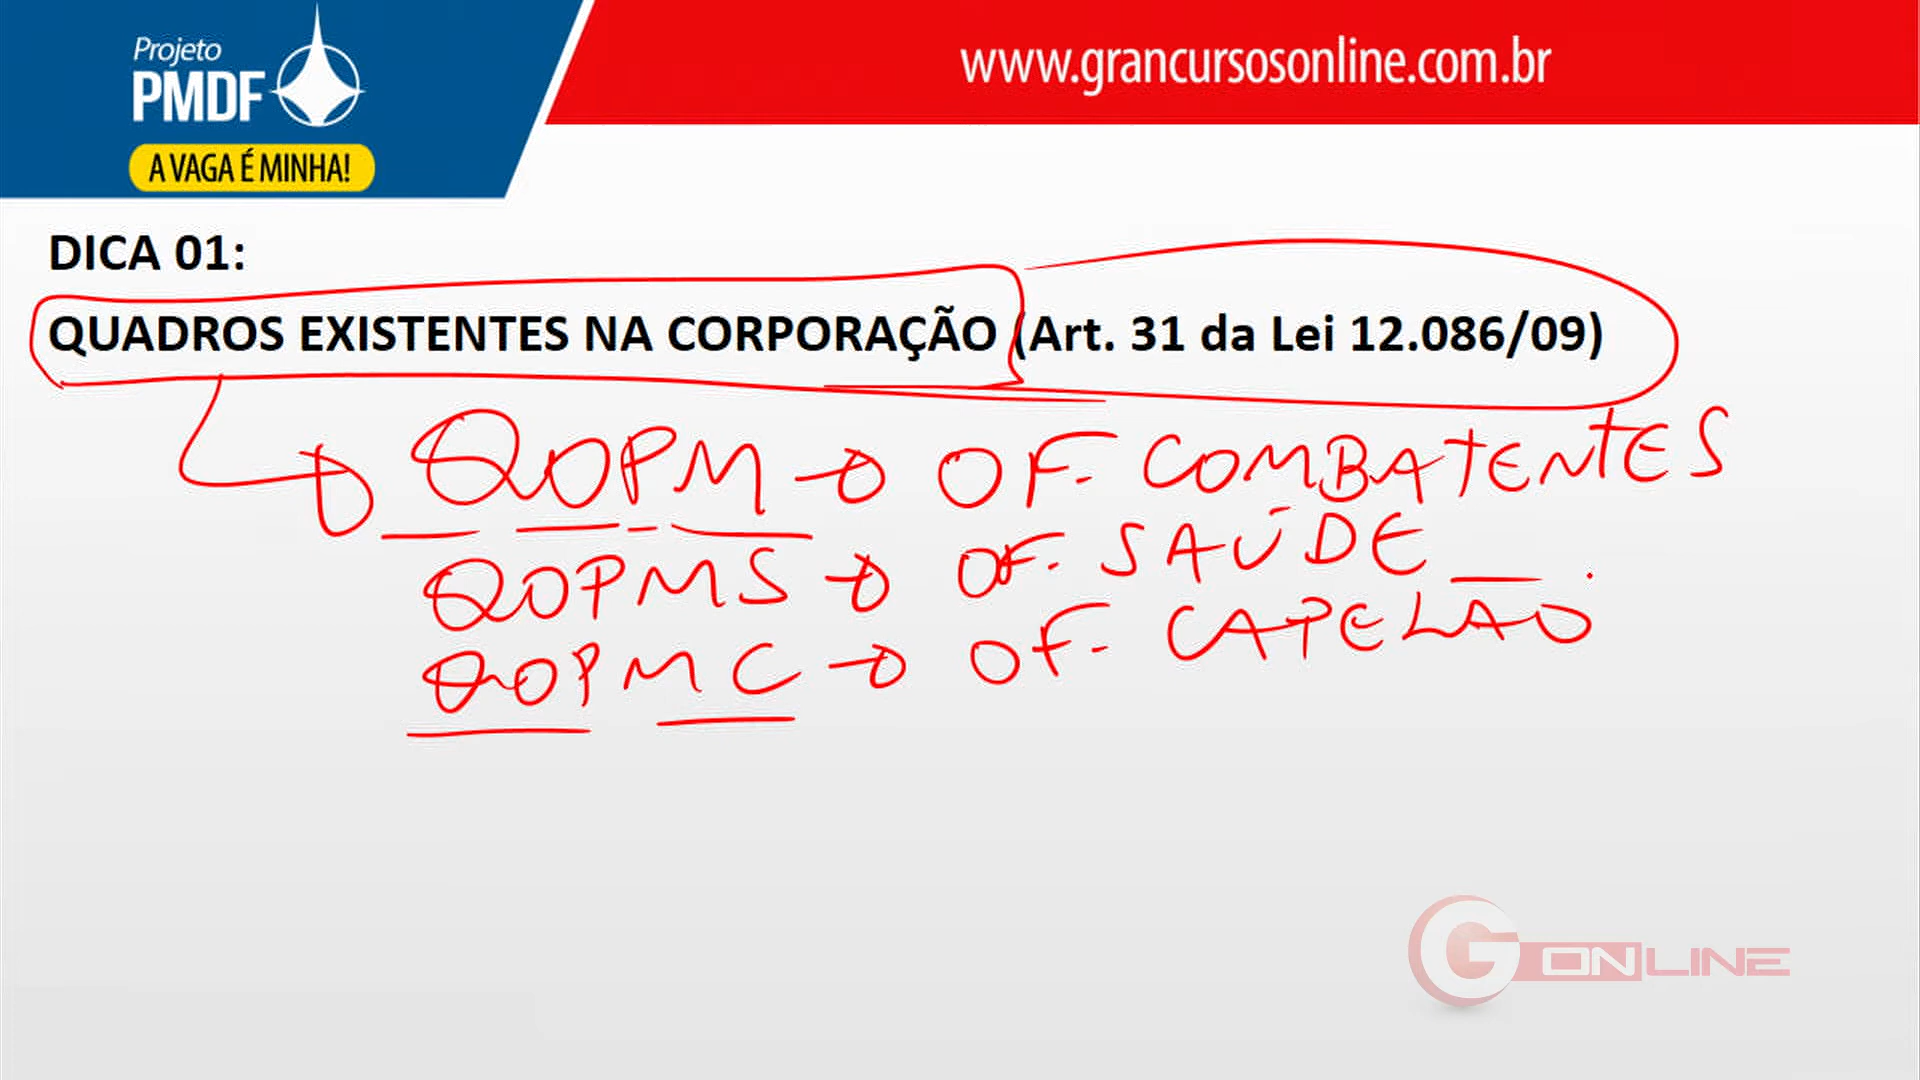 Projeto
PMDF
A VAGA É MINHA!
www.grancursosonline.com.br
DICA 01:
QUADROS EXISTENTES NA CORPORAÇÃO (Art. 31 da Lei 12.086/09)
QOPM → OF. COMBATENTES
QOPMS → OF. SAÚDE
QOPMC → OF. CAPELÃO
G ONLINE